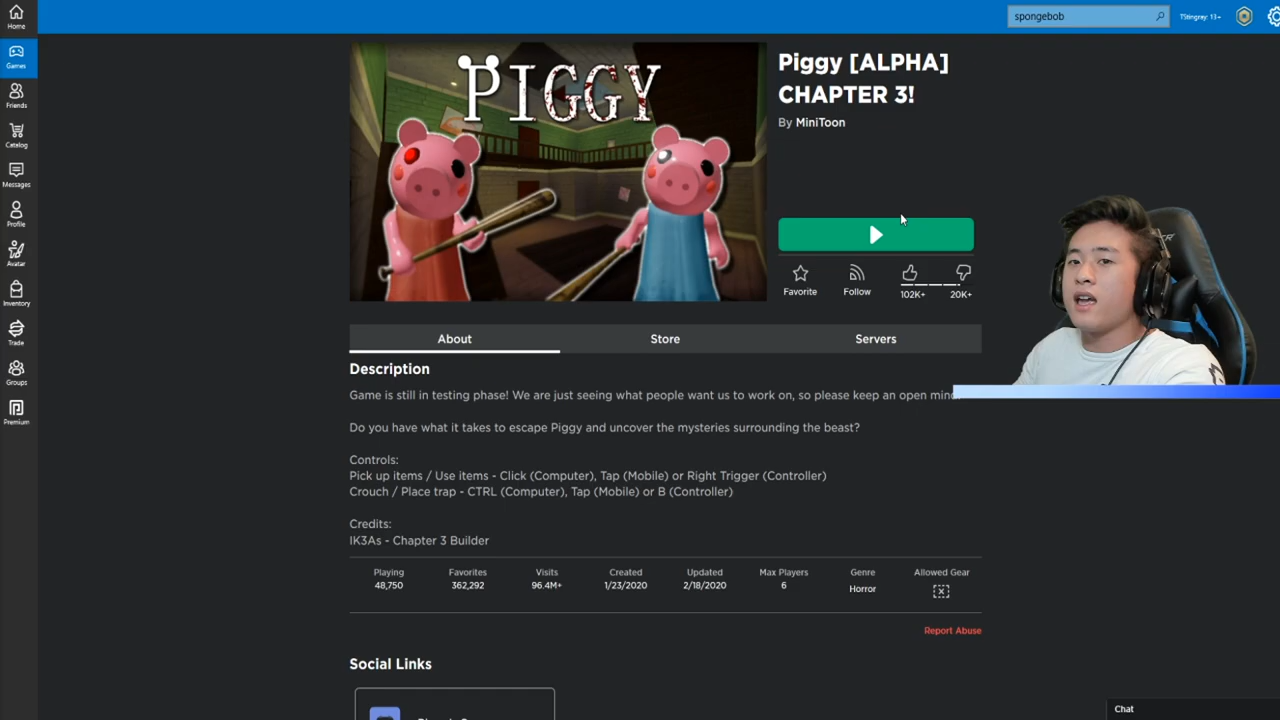 Home
spongebob
TStingray: 13+
Games
Friends
Catalog
Messages
Profile
Avatar
Inventory
Trade
Groups
Premium
PIGGY
Piggy [ALPHA]
CHAPTER 3!
By MiniToon
Favorite
Follow
102K+
20K+
About
Store
Servers
Description
Game is still in testing phase! We are just seeing what people want us to work on, so please keep an open mind.
Do you have what it takes to escape Piggy and uncover the mysteries surrounding the beast?
Controls:
Pick up items / Use items - Click (Computer), Tap (Mobile) or Right Trigger (Controller)
Crouch / Place trap - CTRL (Computer), Tap (Mobile) or B (Controller)
Credits:
IK3As - Chapter 3 Builder
Playing Favorites Visits Created Updated Max Players Genre Allowed Gear
48,750 362,292 96.4M+ 1/23/2020 2/18/2020 6 Horror
Report Abuse
Social Links
Chat